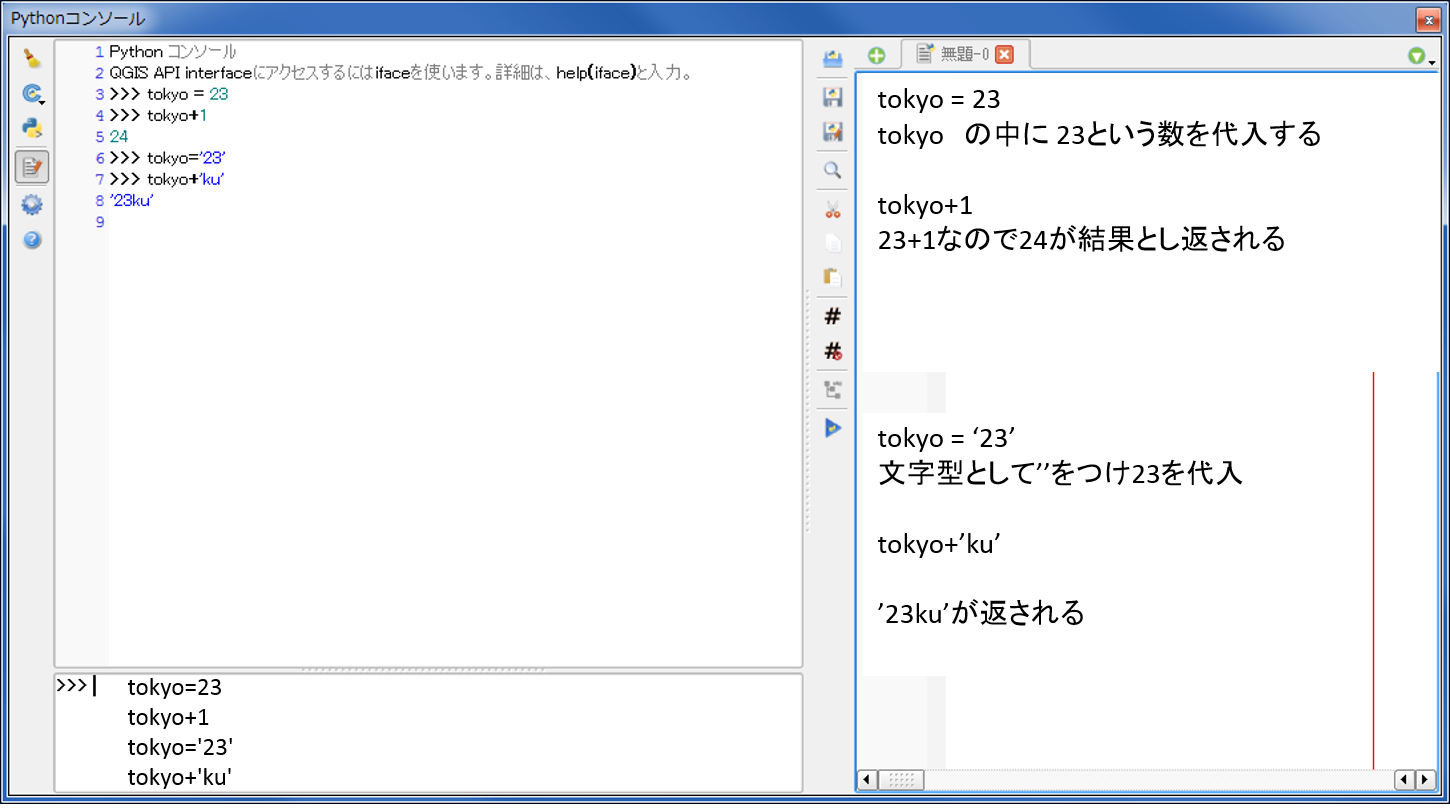 Pythonコンソール
1 Python コンソール
2 QGIS API interfaceにアクセスするにはifaceを使います。詳細は、help(iface)と入力。
3 >>> tokyo = 23
4 >>> tokyo+1
5 24
6 >>> tokyo='23'
7 >>> tokyo+'ku'
8 '23ku'
9
>>> tokyo=23
tokyo+1
tokyo='23'
tokyo+'ku'
無題-0
tokyo = 23
tokyo　の中に 23という数を代入する
tokyo+1
23+1なので24が結果とし返される
tokyo = ‘23’
文字型として’’をつけ23を代入
tokyo+’ku’
’23ku’が返される